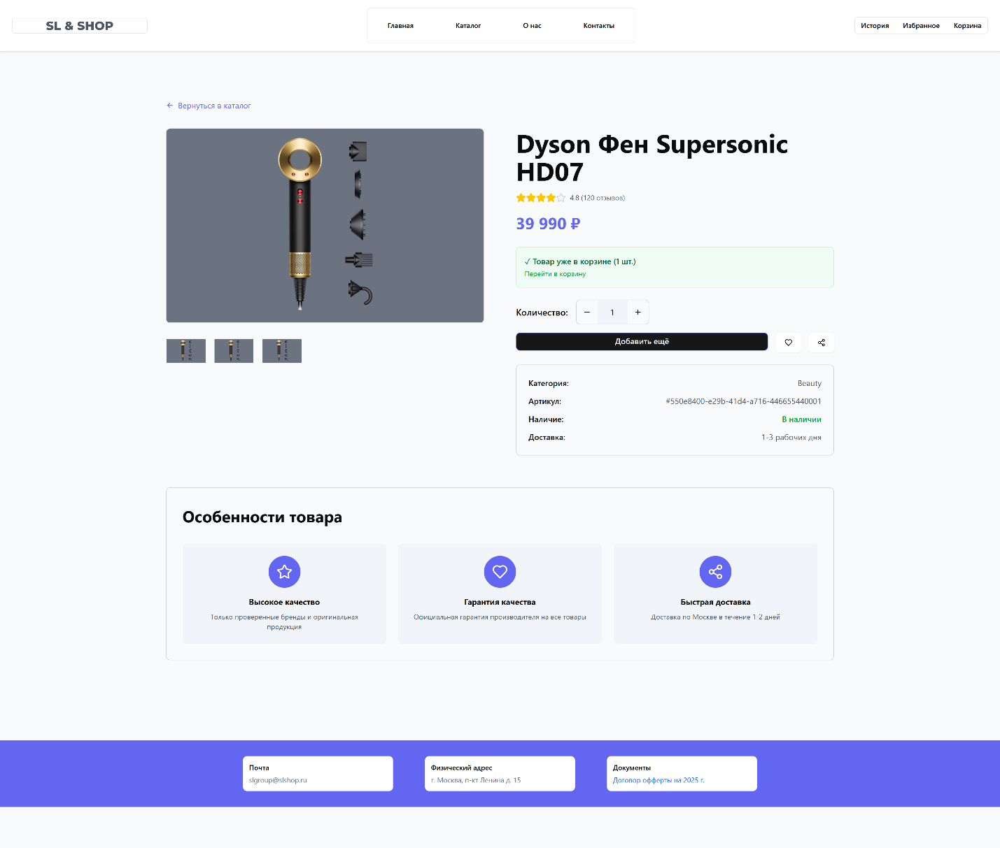 SL & SHOP
Главная
Каталог
О нас
Контакты
История
Избранное
Корзина
← Вернуться в каталог
Dyson Фен Supersonic
HD07
4.8 (120 отзывов)
39 990 ₽
✓ Товар уже в корзине (1 шт.)
Перейти в корзину
Количество:
− 1 +
Добавить ещё
Категория: Beauty
Артикул: #550e8400-e29b-41d4-a716-446655440001
Наличие: В наличии
Доставка: 1-3 рабочих дня
Особенности товара
Высокое качество
Только проверенные бренды и оригинальная
продукция
Гарантия качества
Официальная гарантия производителя на все товары
Быстрая доставка
Доставка по Москве в течение 1-2 дней
Почта
slgroup@slshop.ru
Физический адрес
г. Москва, п-кт Ленина д. 15
Документы
Договор офферты на 2025 г.